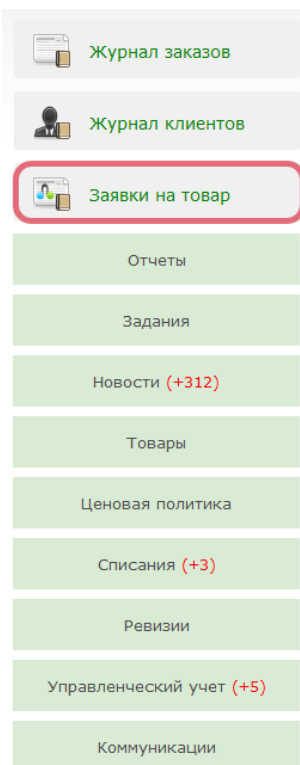 Журнал заказов
Журнал клиентов
Заявки на товар
Отчеты
Задания
Новости (+312)
Товары
Ценовая политика
Списания (+3)
Ревизии
Управленческий учет (+5)
Коммуникации